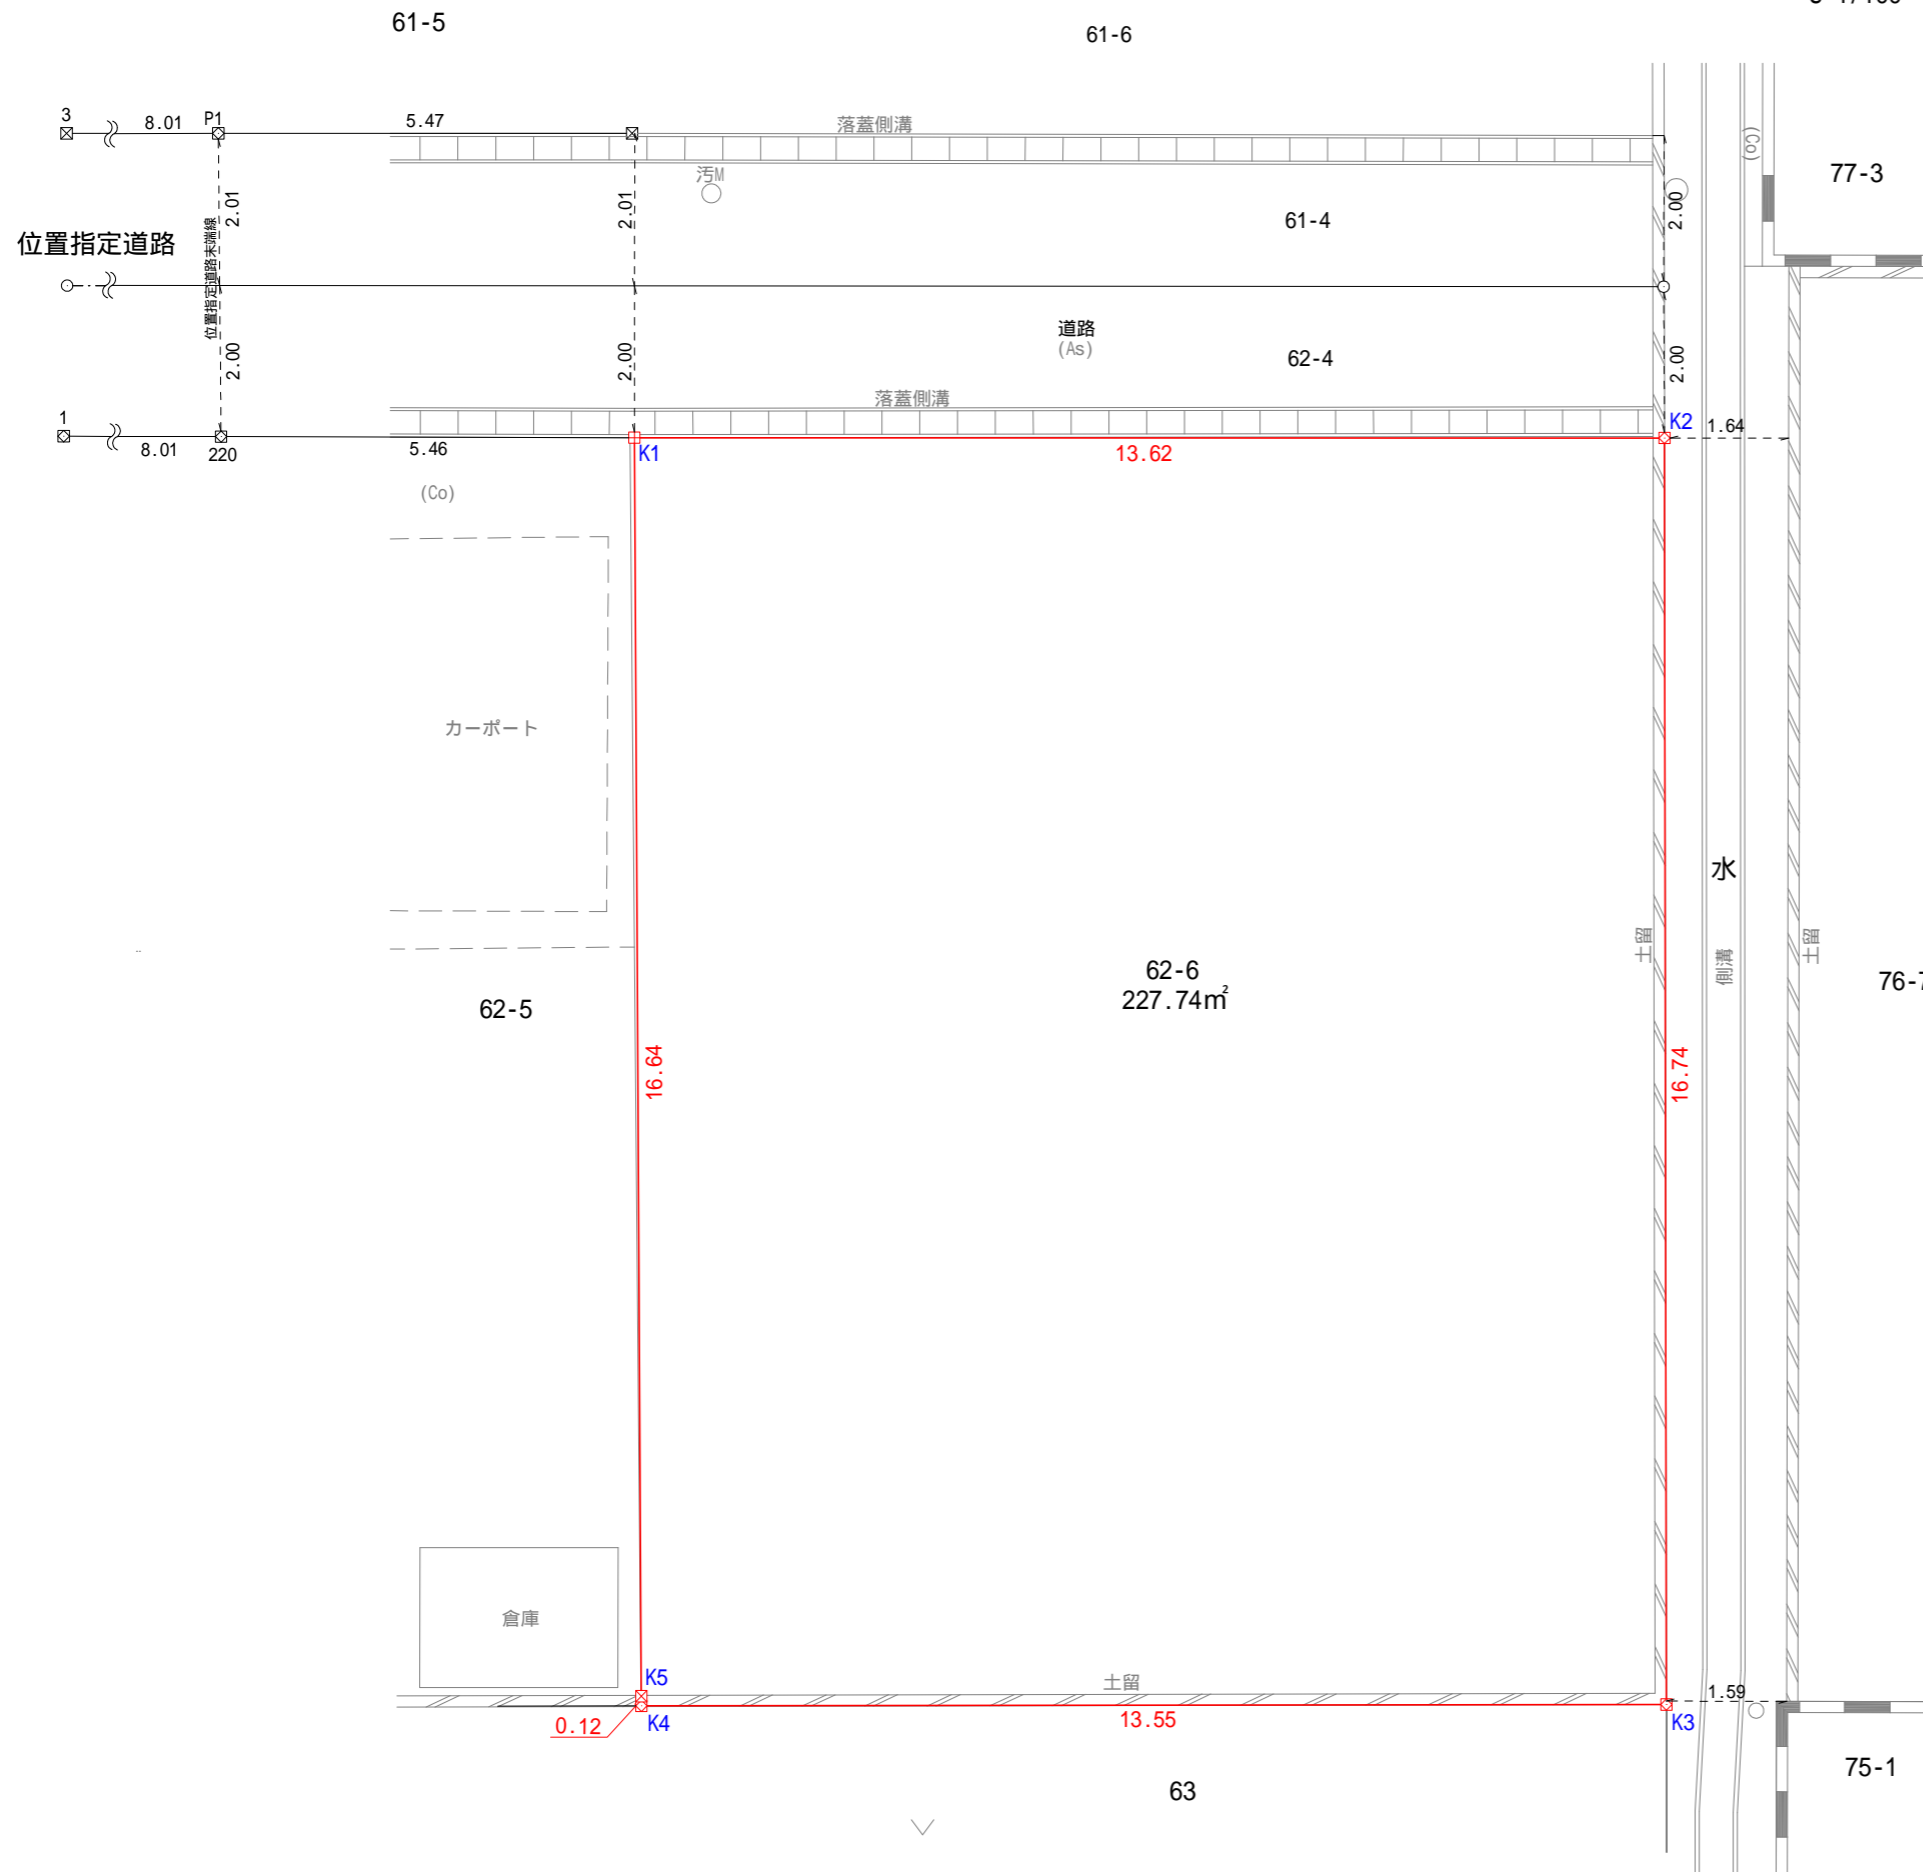 61-5
61-6
3
8.01
P1
5.47
落蓋側溝
(Co)
77-3
汚M
2.01
2.01
2.00
61-4
位置指定道路
位置指定道路末端線
道路
(As)
62-4
2.00
2.00
2.00
落蓋側溝
1
8.01
220
5.46
K1
13.62
K2
1.64
(Co)
カーポート
水
土留
側溝
土留
62-6
227.74㎡
62-5
76-7
16.64
16.74
倉庫
K5
土留
1.59
0.12
K4
13.55
K3
75-1
63